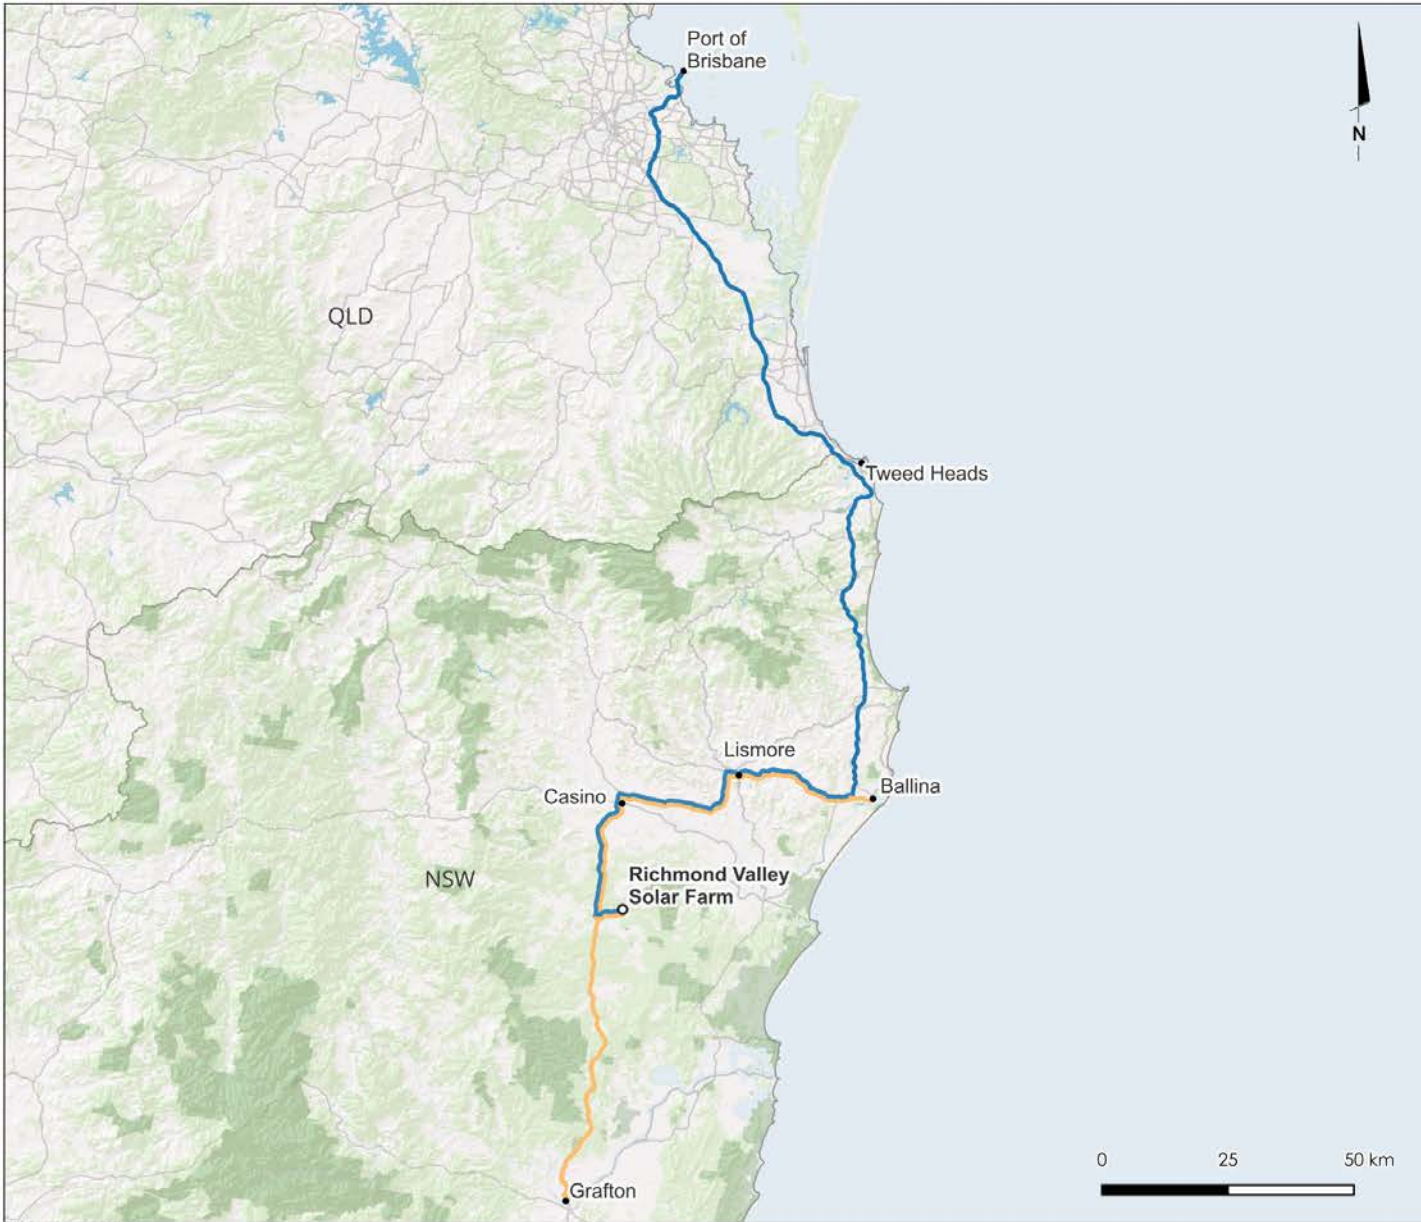 Port of
Brisbane
N
QLD
Tweed Heads
Lismore
Ballina
Casino
Richmond Valley
Solar Farm
NSW
0 25 50 km
Grafton